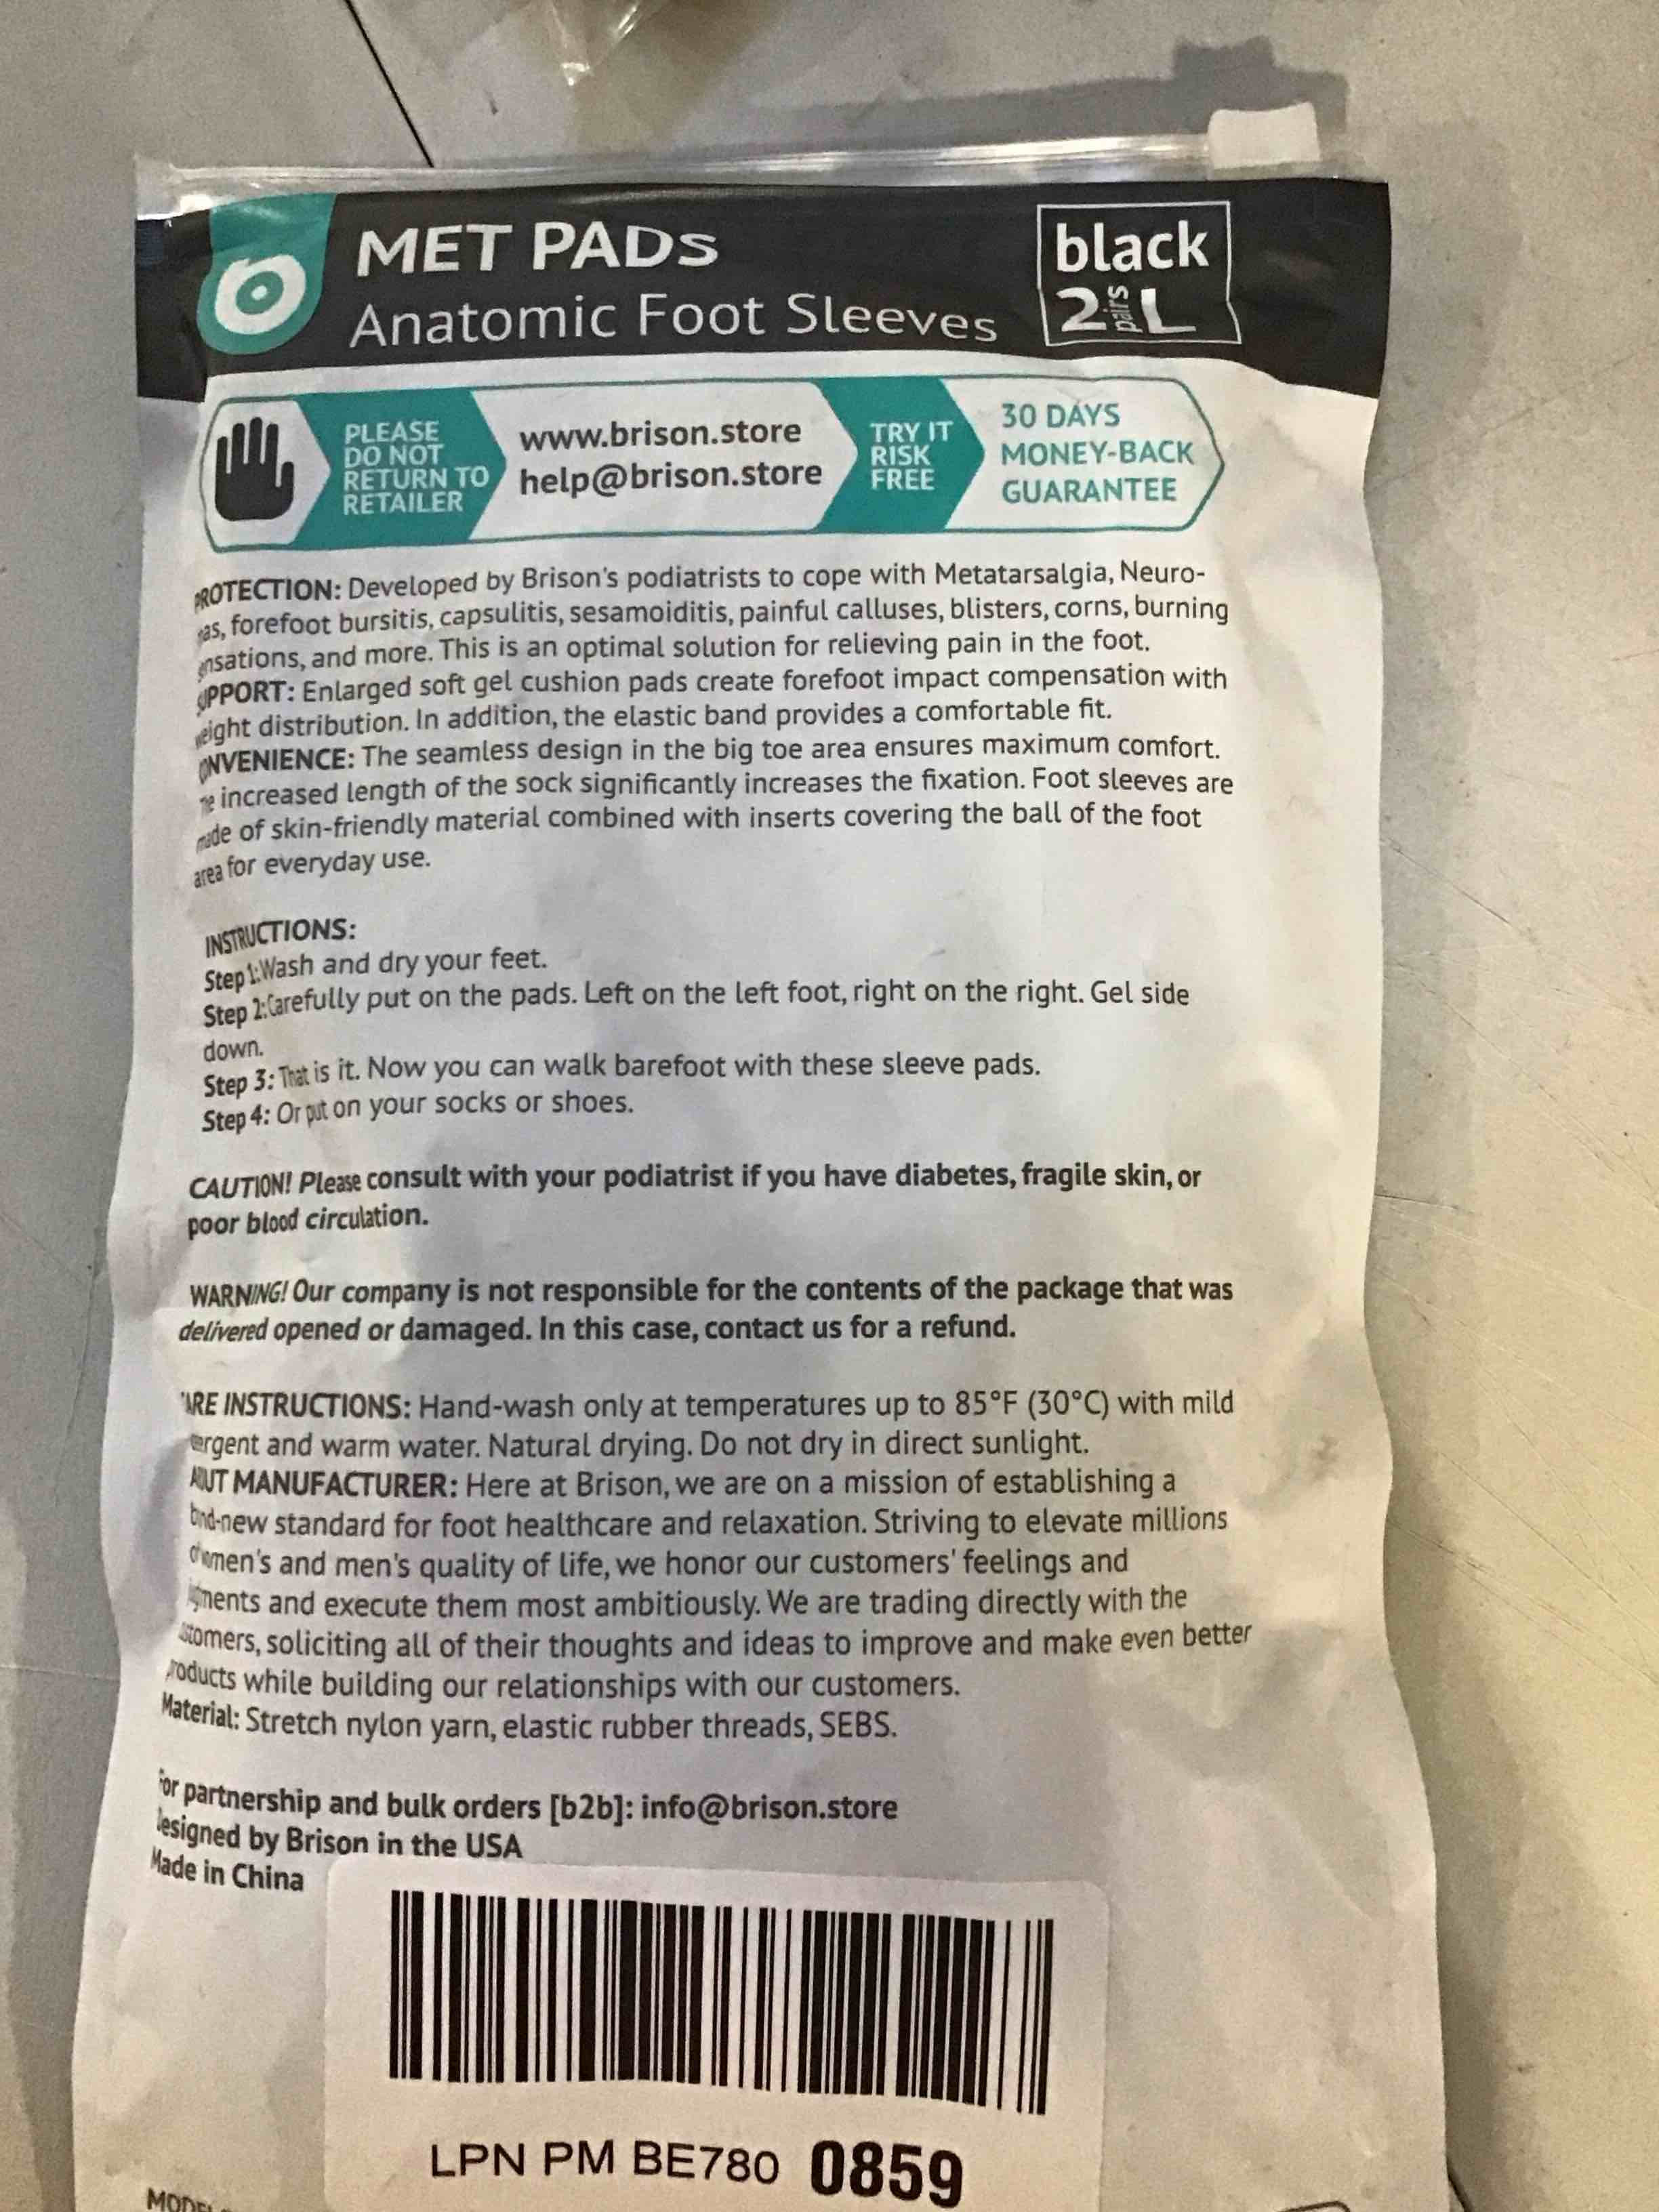 MET PADS
Anatomic Foot Sleeves
black
2 pairs L
PLEASE
DO NOT
RETURN TO
RETAILER
www.brison.store
help@brison.store
TRY IT
RISK
FREE
30 DAYS
MONEY-BACK
GUARANTEE
ROTECTION: Developed by Brison's podiatrists to cope with Metatarsalgia, Neuro-
as, forefoot bursitis, capsulitis, sesamoiditis, painful calluses, blisters, corns, burning
nsations, and more. This is an optimal solution for relieving pain in the foot.
UPPORT: Enlarged soft gel cushion pads create forefoot impact compensation with
eight distribution. In addition, the elastic band provides a comfortable fit.
ONVENIENCE: The seamless design in the big toe area ensures maximum comfort.
he increased length of the sock significantly increases the fixation. Foot sleeves are
made of skin-friendly material combined with inserts covering the ball of the foot
area for everyday use.
INSTRUCTIONS:
Step 1: Wash and dry your feet.
Step 2: Carefully put on the pads. Left on the left foot, right on the right. Gel side
down.
Step 3: That is it. Now you can walk barefoot with these sleeve pads.
Step 4: Or put on your socks or shoes.
CAUTION! Please consult with your podiatrist if you have diabetes, fragile skin, or
poor blood circulation.
WARNING! Our company is not responsible for the contents of the package that was
delivered opened or damaged. In this case, contact us for a refund.
ARE INSTRUCTIONS: Hand-wash only at temperatures up to 85°F (30°C) with mild
ergent and warm water. Natural drying. Do not dry in direct sunlight.
OUT MANUFACTURER: Here at Brison, we are on a mission of establishing a
and-new standard for foot healthcare and relaxation. Striving to elevate millions
of women's and men's quality of life, we honor our customers' feelings and
ments and execute them most ambitiously. We are trading directly with the
stomers, soliciting all of their thoughts and ideas to improve and make even better
roducts while building our relationships with our customers.
Material: Stretch nylon yarn, elastic rubber threads, SEBS.
For partnership and bulk orders [b2b]: info@brison.store
Designed by Brison in the USA
Made in China
LPN PM BE780 0859
MODEL